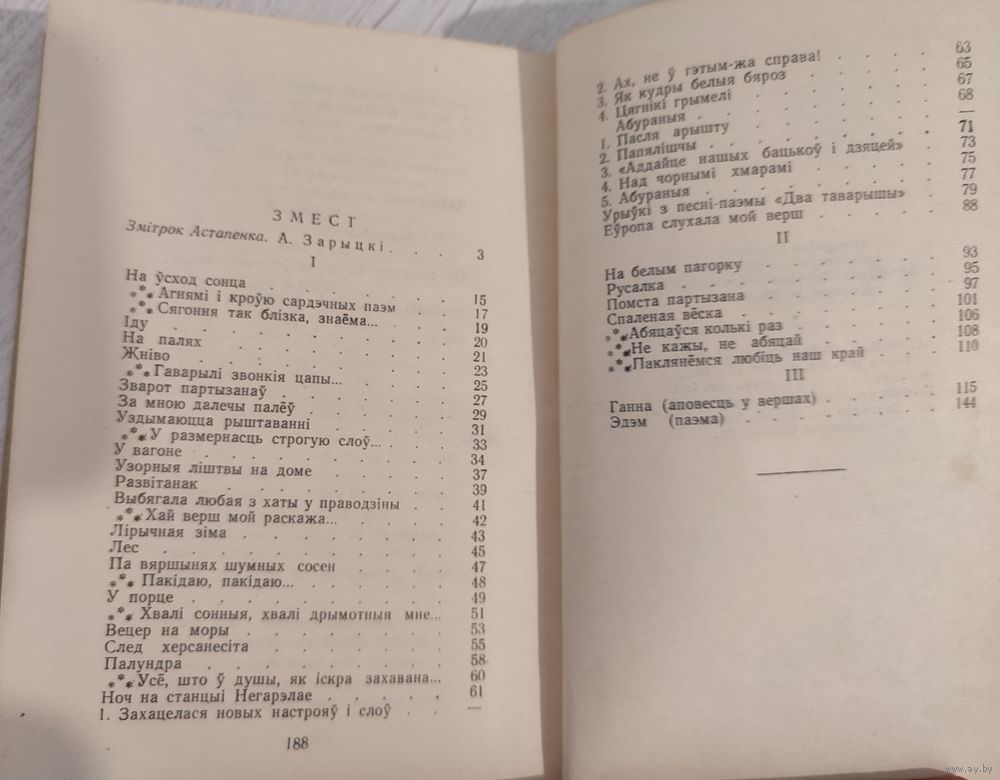 ЗМЕСТ
Змітрок Астапенка. А. Зарыцкі . . . 3
I
На ўсход сонца . . . . . . 15
*** Агнямі і кроўю сардэчных паэм 17
*** Сягоння так блізка, знаёма... . . . 19
Іду . . . . . . . . 20
На палях . . . . . . . 21
Жніво . . . . . . . 23
*** Гаварылі звонкія цапы... . . . 25
Зварот партызанаў . . . . . 27
За мною далечы палёў . . . . 29
Уздымаюцца рыштаванні . . . . 31
*** У размернасць строгую слоў... . . 33
У вагоне . . . . . . . 34
Узорныя ліштвы на доме . . . . 37
Развітанак . . . . . . . 39
Выбягала любая з хаты у праводзіны . . 41
*** Хай верш мой раскажа... . . . 42
Лірычная зіма . . . . . . 43
Лес . . . . . . . . 45
Па вяршынях шумных сосен . . . . 47
*** Пакідаю, пакідаю... . . . . 48
У порце . . . . . . . 49
*** Хвалі сонныя, хвалі дрымотныя мне... 51
Вецер на моры . . . . . . 53
След херсанесіта . . . . . 55
Палундра . . . . . . . 58
*** Усё, што ў душы, як іскра захавана... 60
Ноч на станцыі Негарэлае . . . . 61
1. Захацелася новых настрояў і слоў . . —
188
2. Ах, не ў гэтым-жа справа! . . . . 63
3. Як кудры белыя бяроз . . . . 65
4. Цягнікі грымелі . . . . . 67
Абураныя . . . . . . . 68
1. Пасля арышту . . . . . . —
2. Папялішчы . . . . . . . 71
3. «Аддайце нашых бацькоў і дзяцей» . 73
4. Над чорнымі хмарамі . . . . 75
5. Абураныя . . . . . . . 77
Урыўкі з песні-паэмы «Два таварышы» . 79
Еўропа слухала мой верш . . . . 88
II
На белым пагорку . . . . . . 93
Русалка . . . . . . . 95
Помста партызана . . . . . 97
Спаленая вёска . . . . . . 101
*** Абяцаўся колькі раз . . . . 106
*** Не кажы, не абяцай . . . . 108
*** Паклянёмся любіць наш край . . . 110
III
Ганна (аповесць у вершах) . . . . 115
Эдэм (паэма) . . . . . . 144
www.ay.by